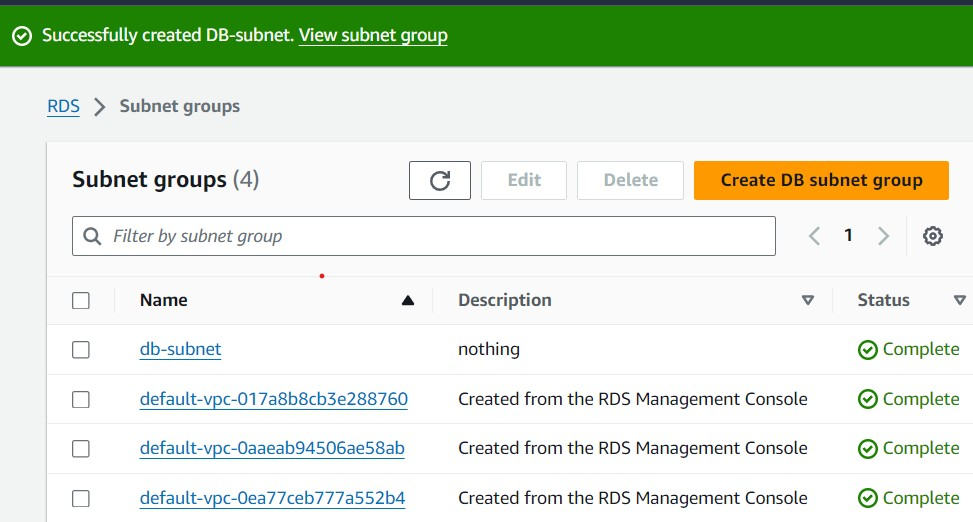 Successfully created DB-subnet. View subnet group
RDS > Subnet groups
Subnet groups (4)
Edit
Delete
Create DB subnet group
Filter by subnet group
1
Name Description Status
db-subnet nothing Complete
default-vpc-017a8b8cb3e288760 Created from the RDS Management Console Complete
default-vpc-0aaeab94506ae58ab Created from the RDS Management Console Complete
default-vpc-0ea77ceb777a552b4 Created from the RDS Management Console Complete